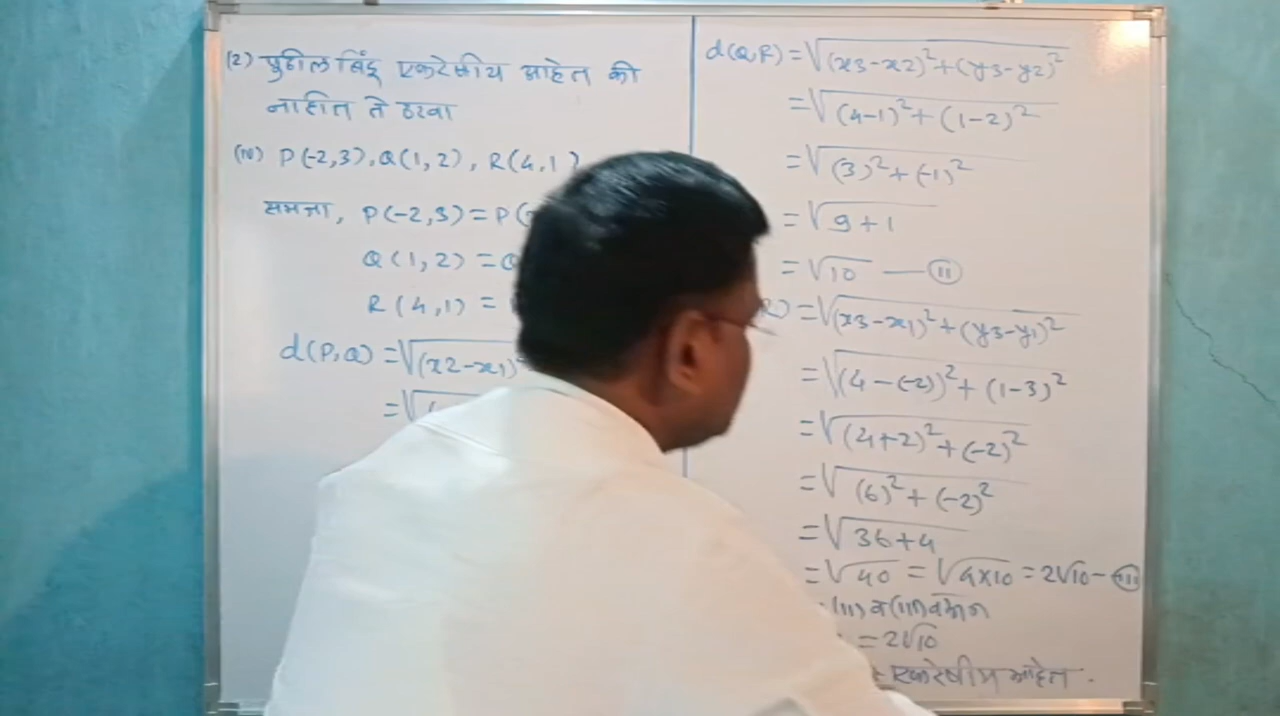 (2) पुढील बिंदू एकरेषीय आहेत की
नाहीत ते ठरवा
(iv) P(-2,3), Q(1,2), R(4,1)
समजा, P(-2,3) = P(
Q(1,2) = Q
R(4,1) =
d(P,Q) = √(x2-x1)²
= √(
d(Q,R) = √(x3-x2)²+(y3-y2)²
= √(4-1)²+(1-2)²
= √(3)²+(-1)²
= √9+1
= √10 — (II)
R) = √(x3-x1)²+(y3-y1)²
= √(4-(-2))²+(1-3)²
= √(4+2)²+(-2)²
= √(6)²+(-2)²
= √36+4
= √40 = √4×10 = 2√10 - (III)
(II) व (III) वरून
= 2√10
एकरेषीय आहेत.